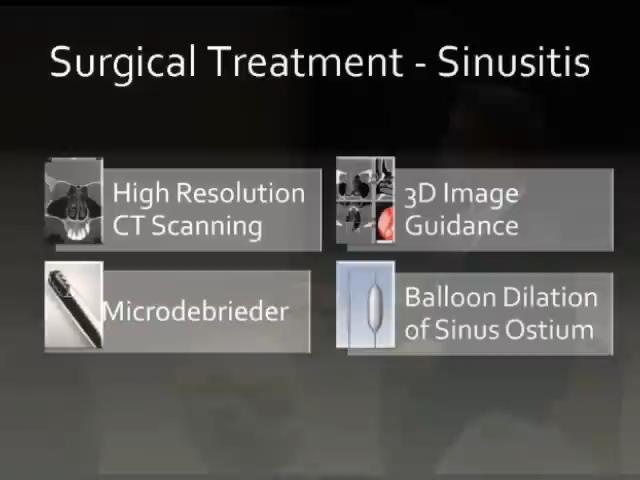 Surgical Treatment - Sinusitis
High Resolution
CT Scanning
3D Image
Guidance
Microdebrieder
Balloon Dilation
of Sinus Ostium